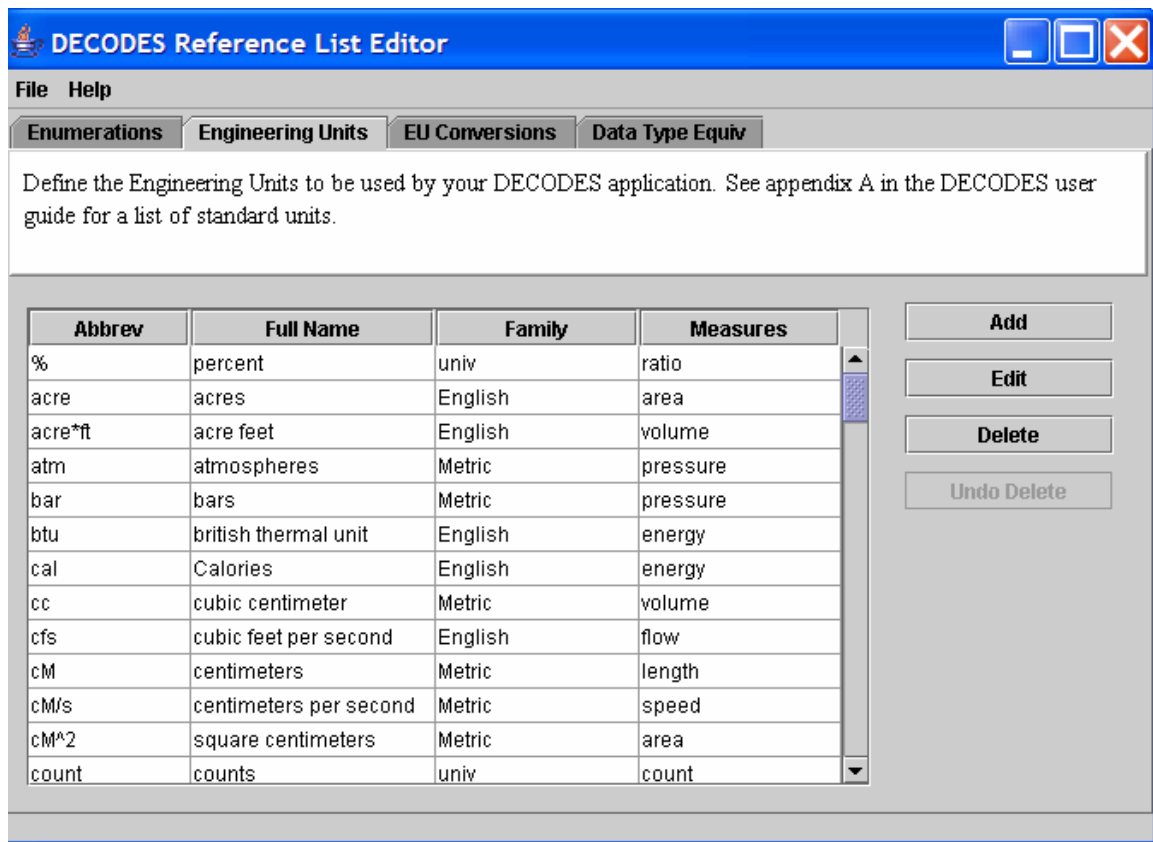 DECODES Reference List Editor
File Help
Enumerations Engineering Units EU Conversions Data Type Equiv
Define the Engineering Units to be used by your DECODES application. See appendix A in the DECODES user
guide for a list of standard units.
Abbrev Full Name Family Measures
% percent univ ratio
acre acres English area
acre*ft acre feet English volume
atm atmospheres Metric pressure
bar bars Metric pressure
btu british thermal unit English energy
cal Calories English energy
cc cubic centimeter Metric volume
cfs cubic feet per second English flow
cM centimeters Metric length
cM/s centimeters per second Metric speed
cM^2 square centimeters Metric area
count counts univ count
Add
Edit
Delete
Undo Delete